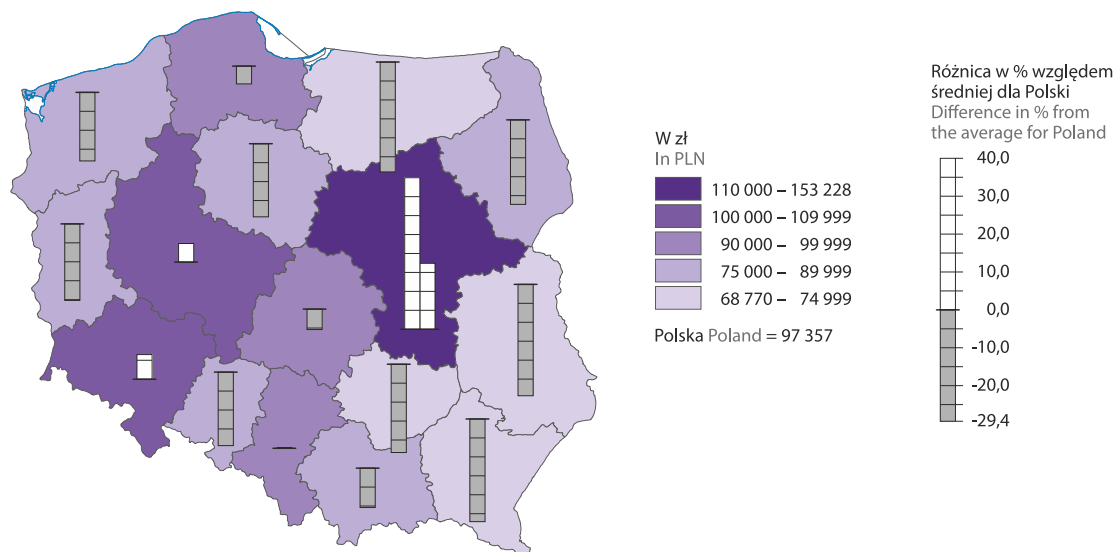 W zł
In PLN
110 000 – 153 228
100 000 – 109 999
90 000 – 99 999
75 000 – 89 999
68 770 – 74 999
Polska Poland = 97 357
Różnica w % względem
średniej dla Polski
Difference in % from
the average for Poland
40,0
30,0
20,0
10,0
0,0
-10,0
-20,0
-29,4